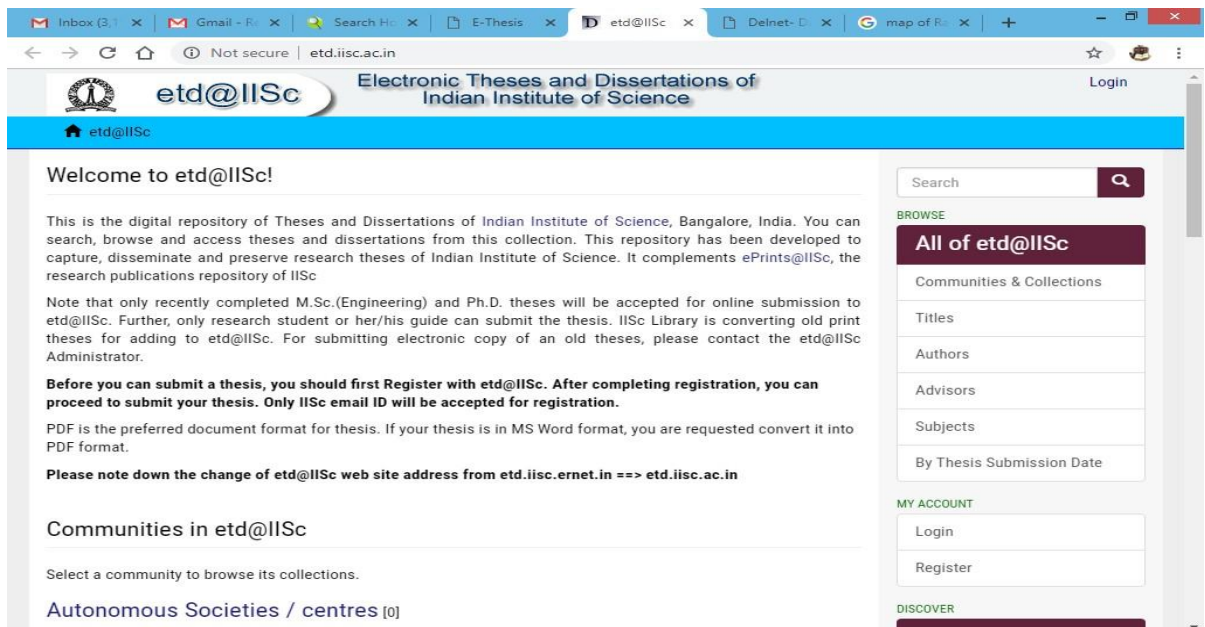 Inbox (3,1
Gmail - Re
Search Ho
E-Thesis
etd@IISc
Delnet- D
map of Ra
Not secure | etd.iisc.ac.in
etd@IISc
Electronic Theses and Dissertations of
Indian Institute of Science
Login
etd@IISc
Welcome to etd@IISc!
This is the digital repository of Theses and Dissertations of Indian Institute of Science, Bangalore, India. You can
search, browse and access theses and dissertations from this collection. This repository has been developed to
capture, disseminate and preserve research theses of Indian Institute of Science. It complements ePrints@IISc, the
research publications repository of IISc
Note that only recently completed M.Sc.(Engineering) and Ph.D. theses will be accepted for online submission to
etd@IISc. Further, only research student or her/his guide can submit the thesis. IISc Library is converting old print
theses for adding to etd@IISc. For submitting electronic copy of an old theses, please contact the etd@IISc
Administrator.
Before you can submit a thesis, you should first Register with etd@IISc. After completing registration, you can
proceed to submit your thesis. Only IISc email ID will be accepted for registration.
PDF is the preferred document format for thesis. If your thesis is in MS Word format, you are requested convert it into
PDF format.
Please note down the change of etd@IISc web site address from etd.iisc.ernet.in ==> etd.iisc.ac.in
Communities in etd@IISc
Select a community to browse its collections.
Autonomous Societies / centres [0]
Search
BROWSE
All of etd@IISc
Communities & Collections
Titles
Authors
Advisors
Subjects
By Thesis Submission Date
MY ACCOUNT
Login
Register
DISCOVER